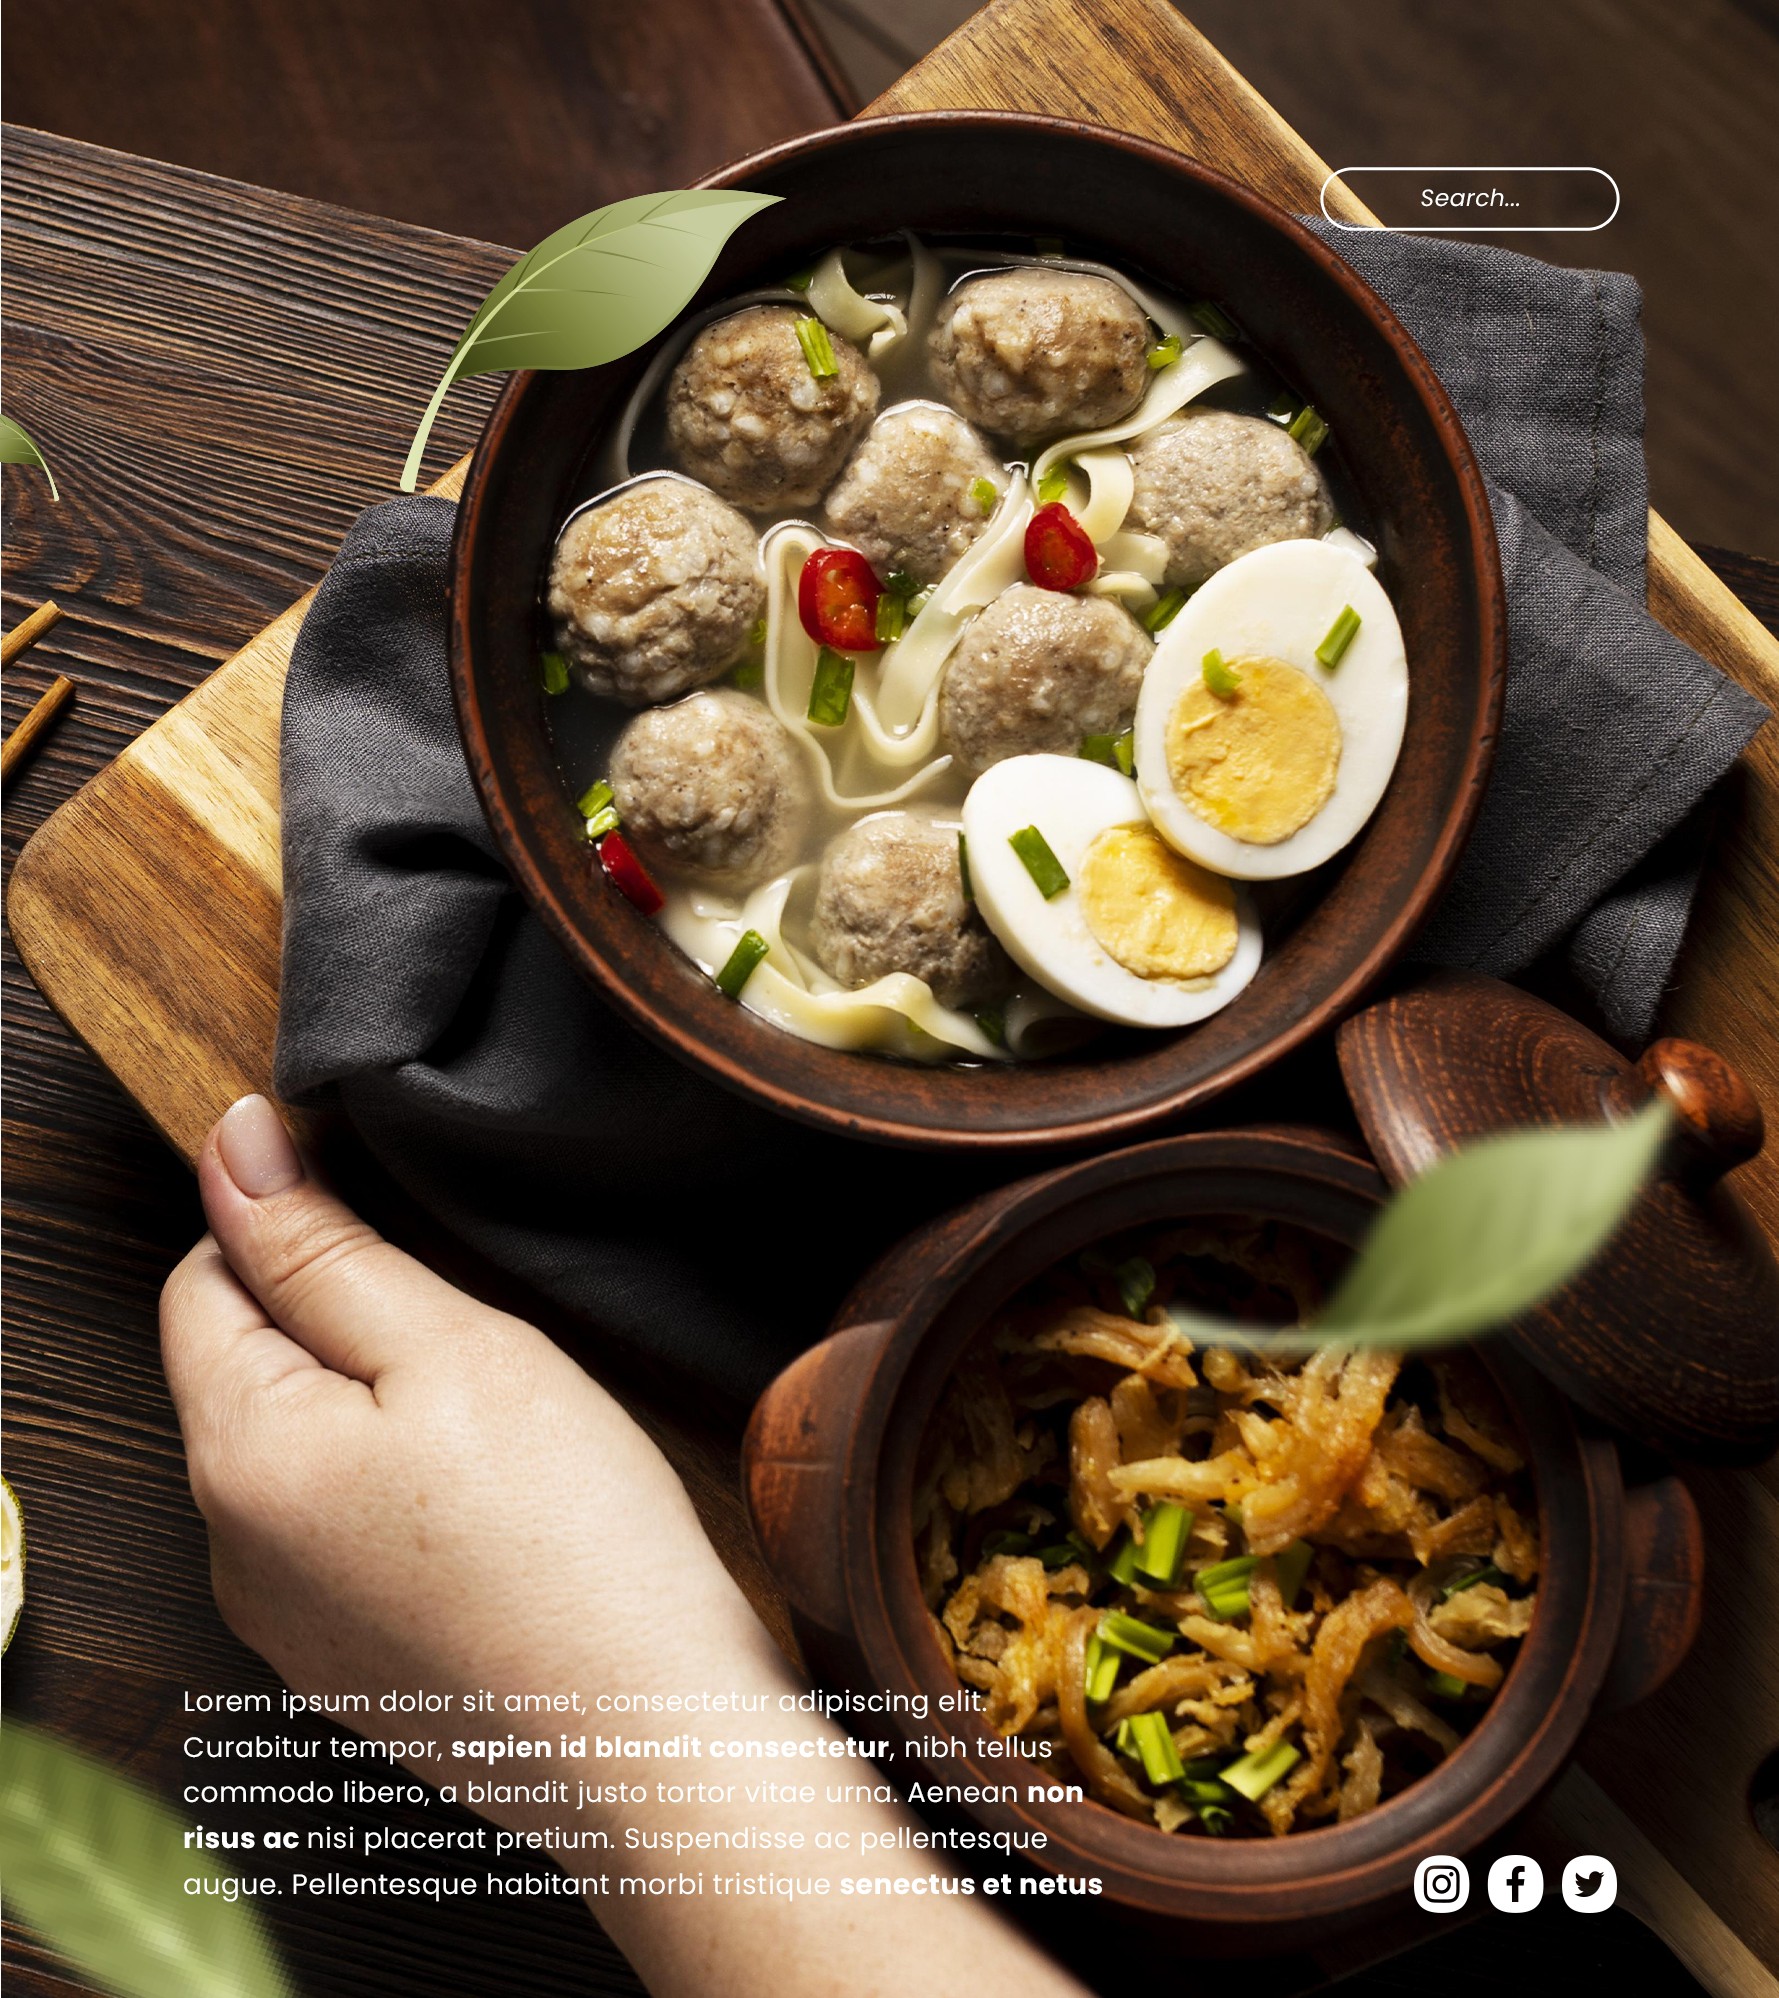 Search...
Lorem ipsum dolor sit amet, consectetur adipiscing elit.
Curabitur tempor, sapien id blandit consectetur, nibh tellus
commodo libero, a blandit justo tortor vitae urna. Aenean non
risus ac nisi placerat pretium. Suspendisse ac pellentesque
augue. Pellentesque habitant morbi tristique senectus et netus